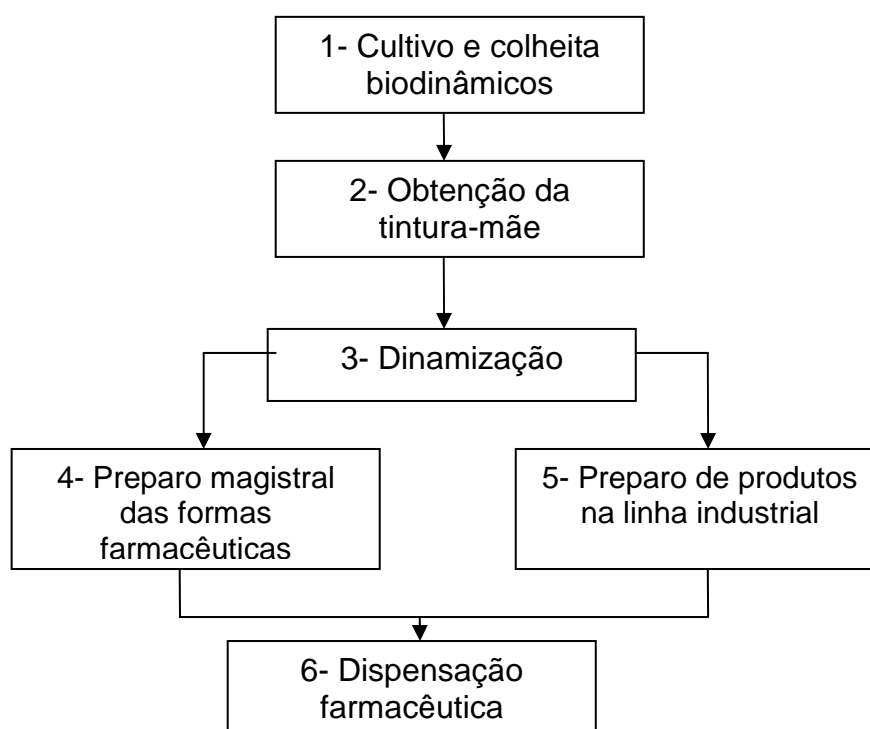 1- Cultivo e colheita
biodinâmicos
2- Obtenção da
tintura-mãe
3- Dinamização
4- Preparo magistral
das formas
farmacêuticas
5- Preparo de produtos
na linha industrial
6- Dispensação
farmacêutica